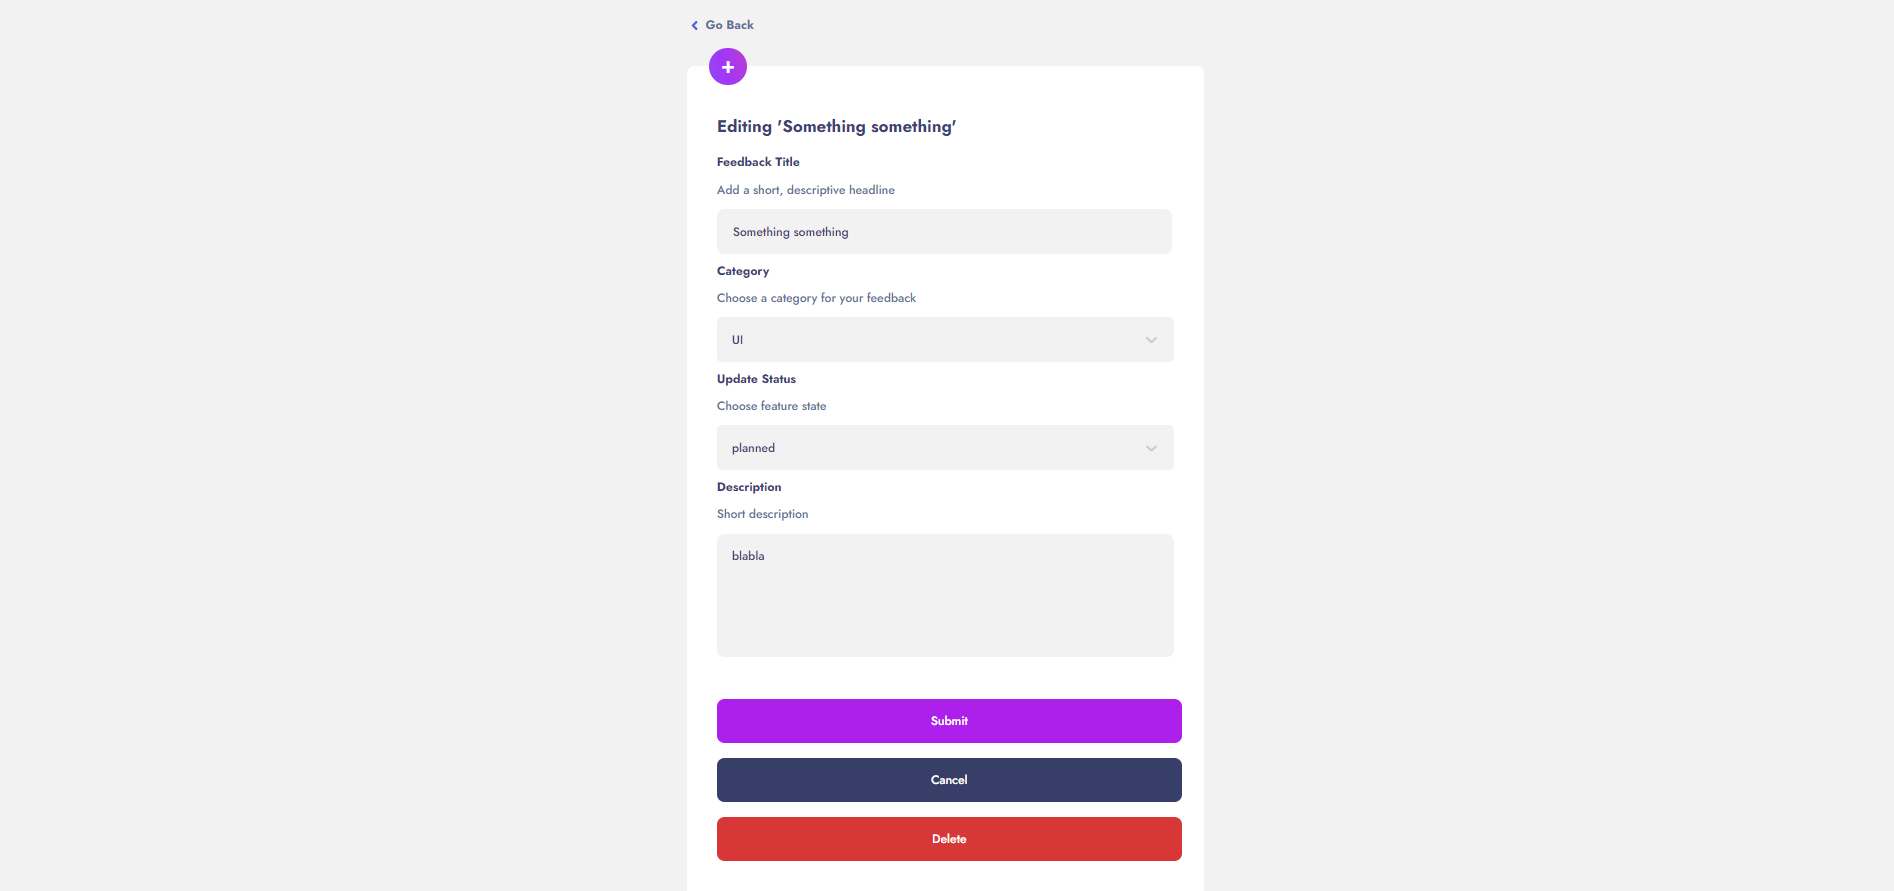 Go Back
Editing 'Something something'
Feedback Title
Add a short, descriptive headline
Something something
Category
Choose a category for your feedback
UI
Update Status
Choose feature state
planned
Description
Short description
blabla
Submit
Cancel
Delete